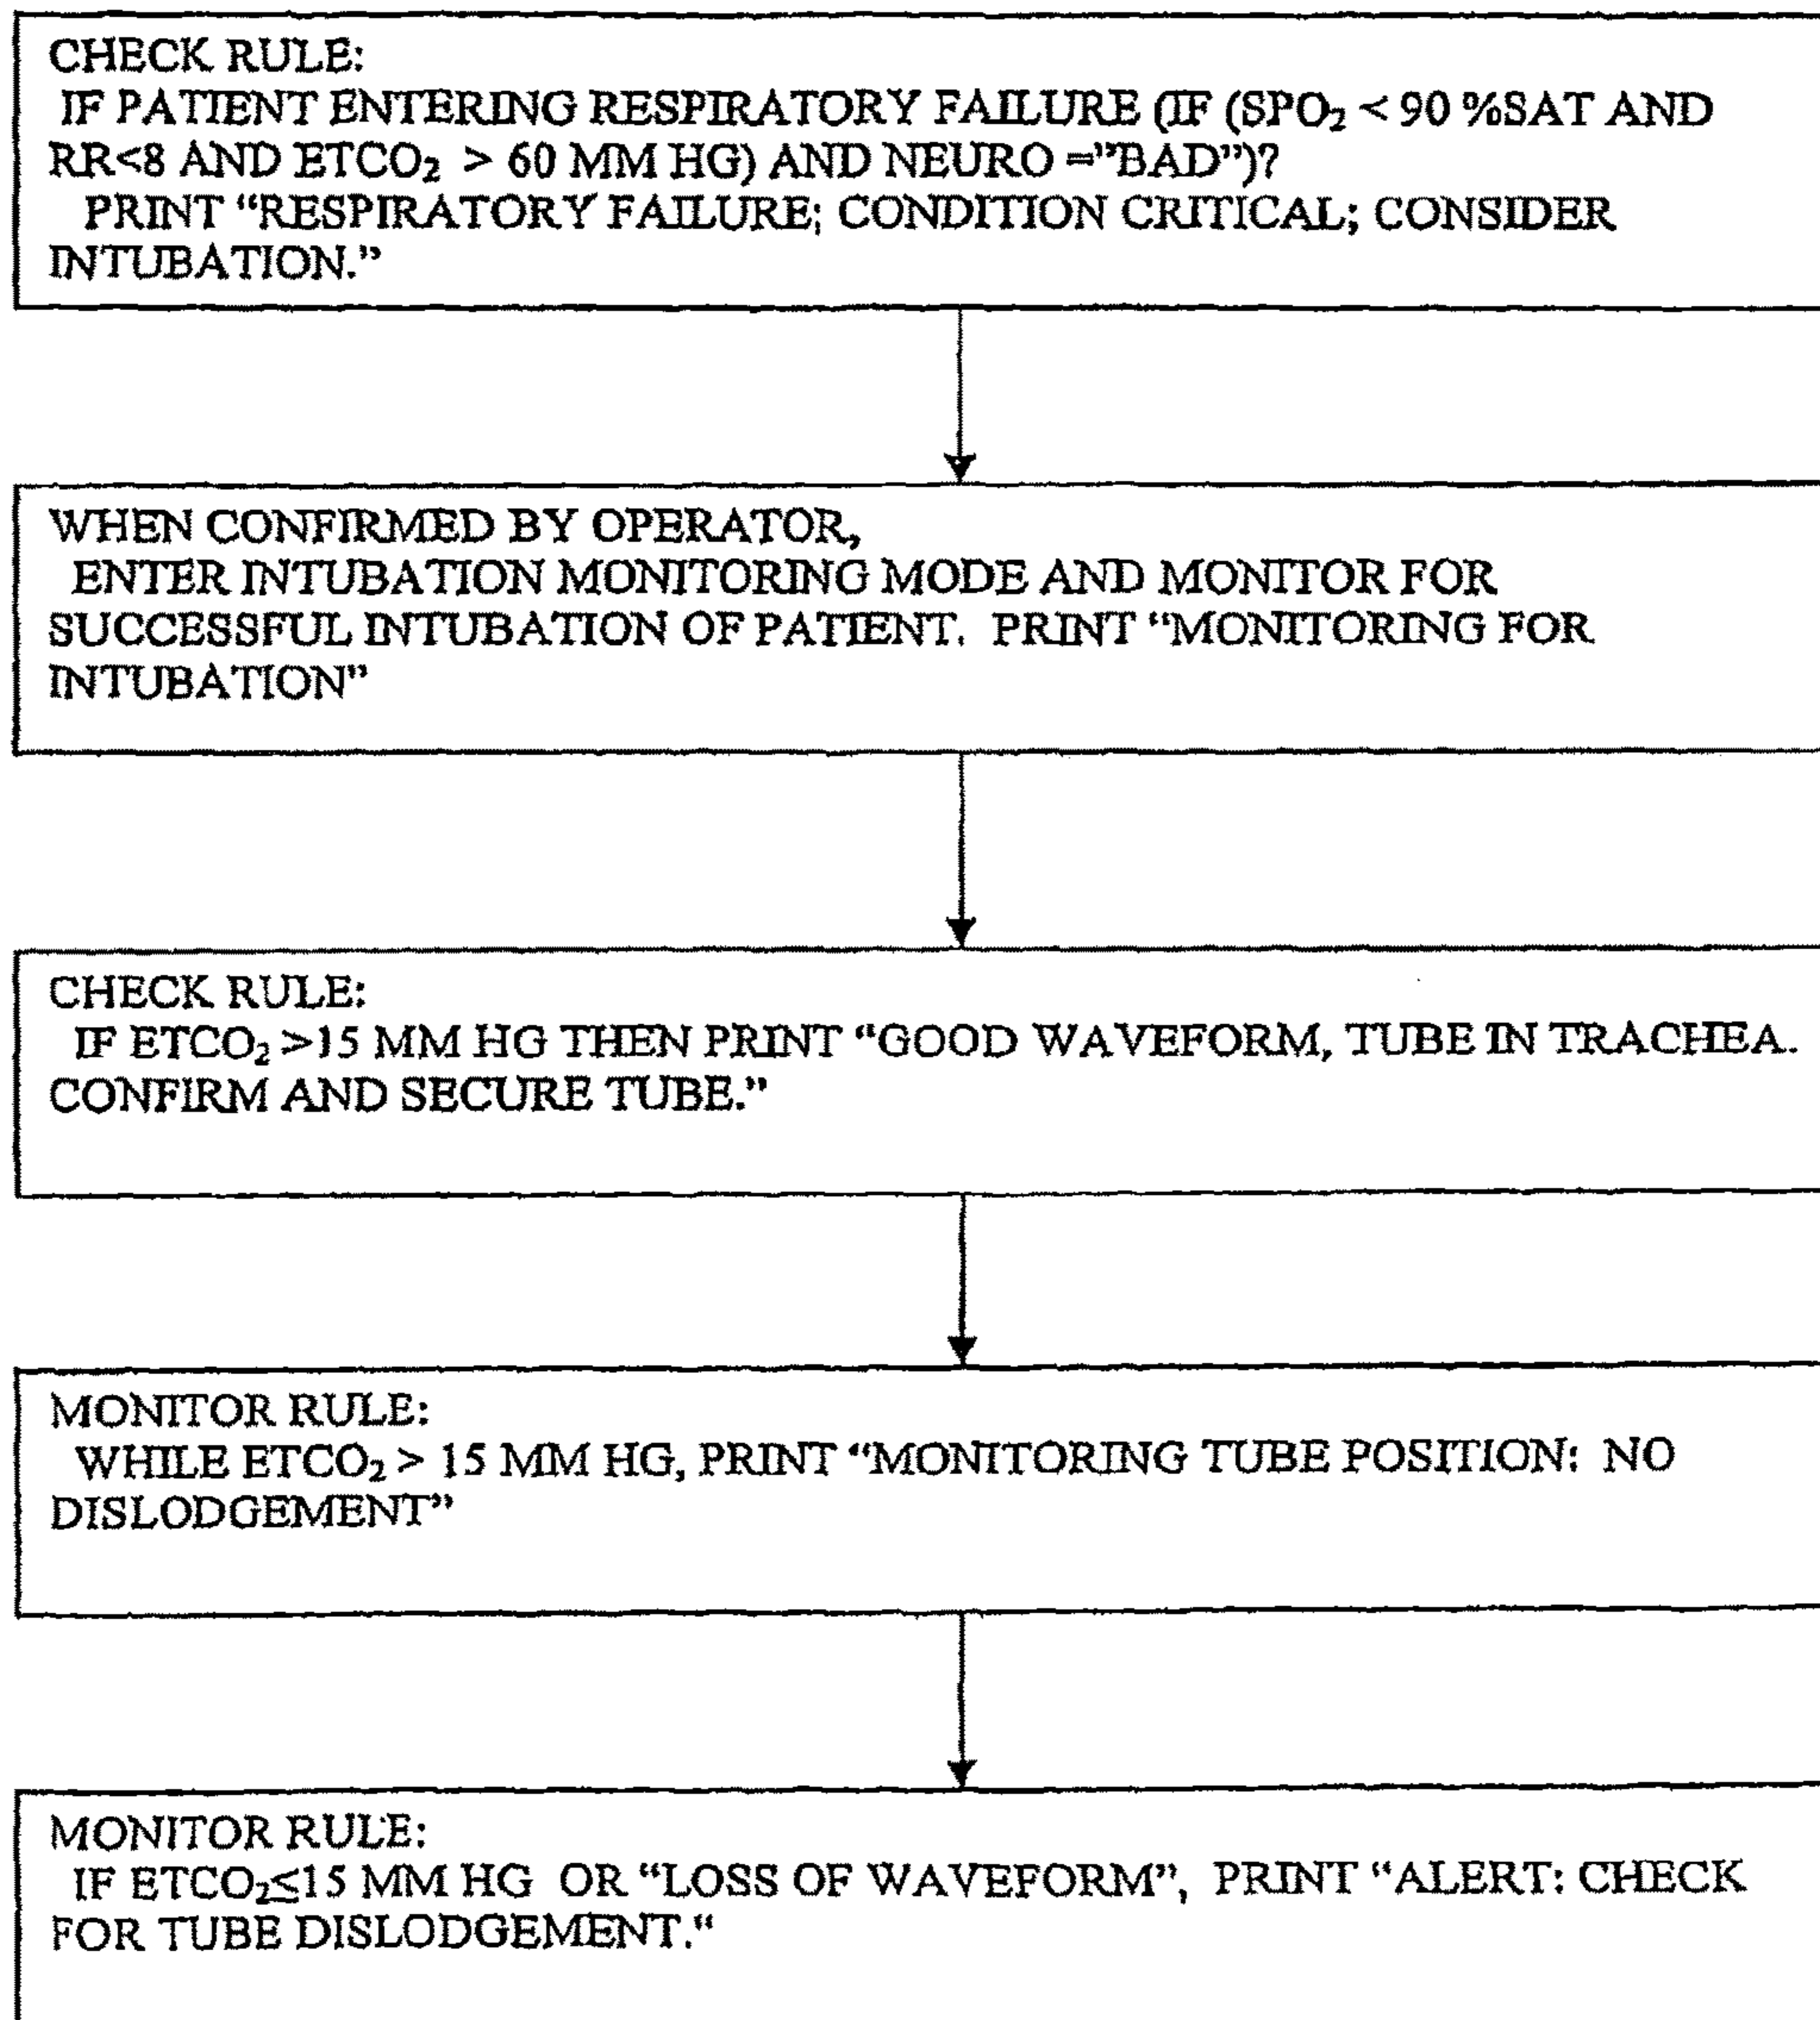 CHECK RULE:
IF PATIENT ENTERING RESPIRATORY FAILURE (IF (SPO₂ < 90 %SAT AND
RR<8 AND ETCO₂ > 60 MM HG) AND NEURO =”BAD”)?
PRINT “RESPIRATORY FAILURE; CONDITION CRITICAL; CONSIDER
INTUBATION.”
WHEN CONFIRMED BY OPERATOR,
ENTER INTUBATION MONITORING MODE AND MONITOR FOR
SUCCESSFUL INTUBATION OF PATIENT. PRINT “MONITORING FOR
INTUBATION”
CHECK RULE:
IF ETCO₂ >15 MM HG THEN PRINT “GOOD WAVEFORM, TUBE IN TRACHEA.
CONFIRM AND SECURE TUBE.”
MONITOR RULE:
WHILE ETCO₂ > 15 MM HG, PRINT “MONITORING TUBE POSITION: NO
DISLODGEMENT”
MONITOR RULE:
IF ETCO₂≤15 MM HG OR “LOSS OF WAVEFORM”, PRINT “ALERT: CHECK
FOR TUBE DISLODGEMENT.“